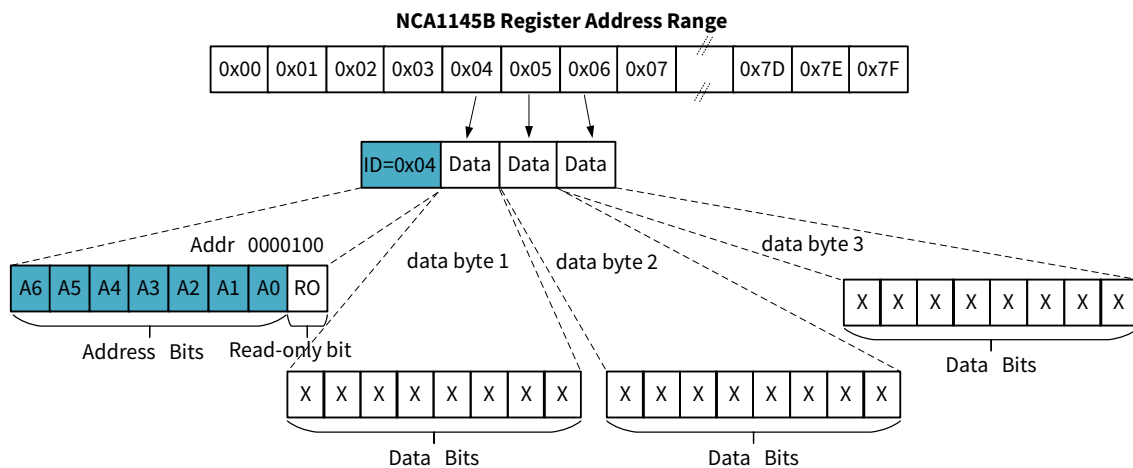 NCA1145B Register Address Range
0x00 0x01 0x02 0x03 0x04 0x05 0x06 0x07 0x7D 0x7E 0x7F
ID=0x04 Data Data Data
Addr 0000100
data byte 1
data byte 2
data byte 3
A6 A5 A4 A3 A2 A1 A0 RO
X X X X X X X X
Address Bits
Read-only bit
Data Bits
X X X X X X X X
X X X X X X X X
Data Bits
Data Bits